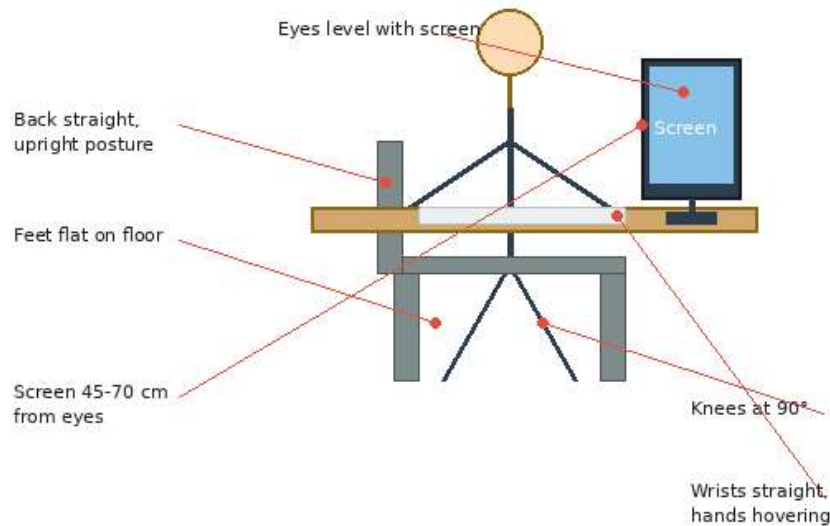 Eyes level with screen
Screen
Back straight,
upright posture
Feet flat on floor
Screen 45-70 cm
from eyes
Knees at 90°
Wrists straight,
hands hovering